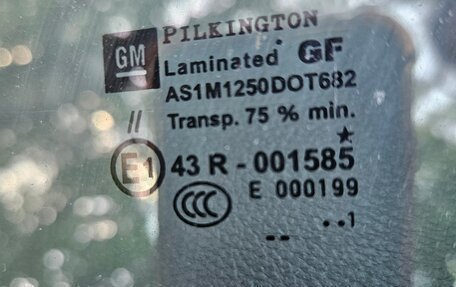 PILKINGTON
GM
Laminated GF
AS1M1250DOT682
Transp. 75 % min.
//
E1 43 R - 001585
CCC E 000199
-- ..1